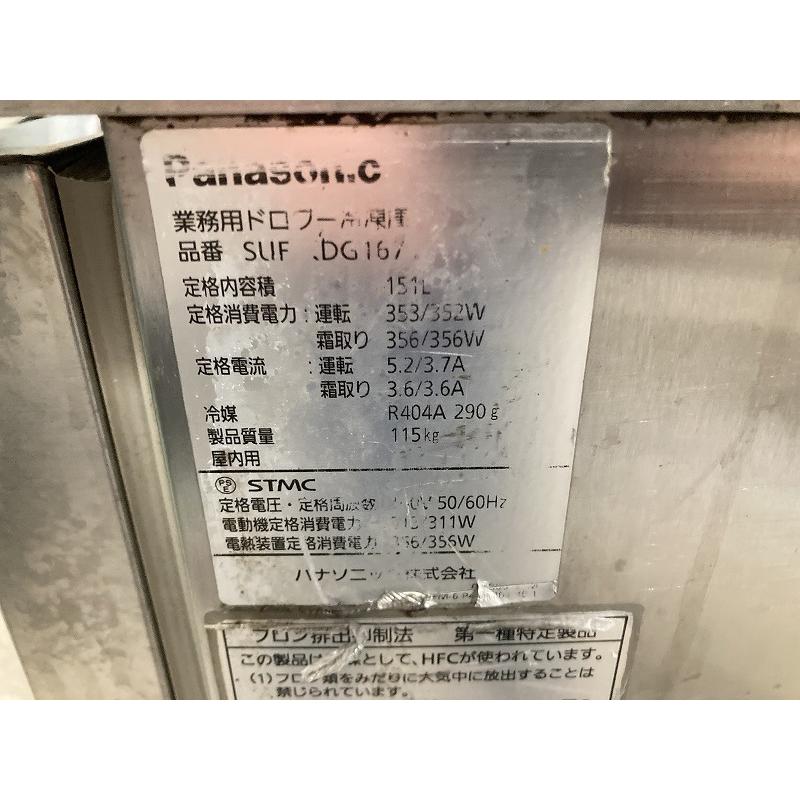 Panasonic
業務用ドロワー冷凍庫
品番 SUF DG167
定格内容積 151L
定格消費電力:運転 353/352W
霜取り 356/356W
定格電流 :運転 5.2/3.7A
霜取り 3.6/3.6A
冷媒 R404A 290g
製品質量 115kg
屋内用
PSE STMC
定格電圧・定格周波数 50/60Hz
電動機定格消費電力 /311W
電熱装置定格消費電力 356/356W
パナソニック株式会社
フロン排出抑制法 第一種特定製品
この製品は冷媒として、HFCが使われています。
(1)フロン類をみだりに大気中に放出することは
禁じられています。